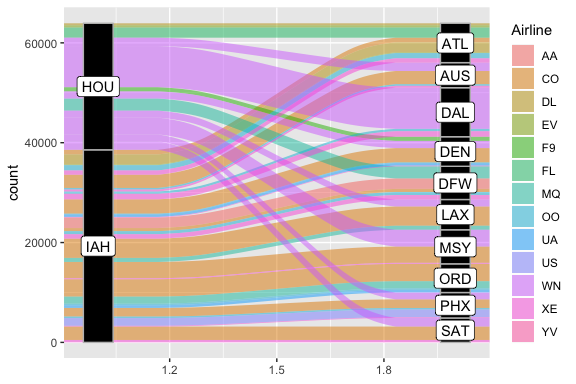 count
60000
40000
20000
0
HOU
IAH
ATL
AUS
DAL
DEN
DFW
LAX
MSY
ORD
PHX
SAT
1.2
1.5
1.8
Airline
AA
CO
DL
EV
F9
FL
MQ
OO
UA
US
WN
XE
YV